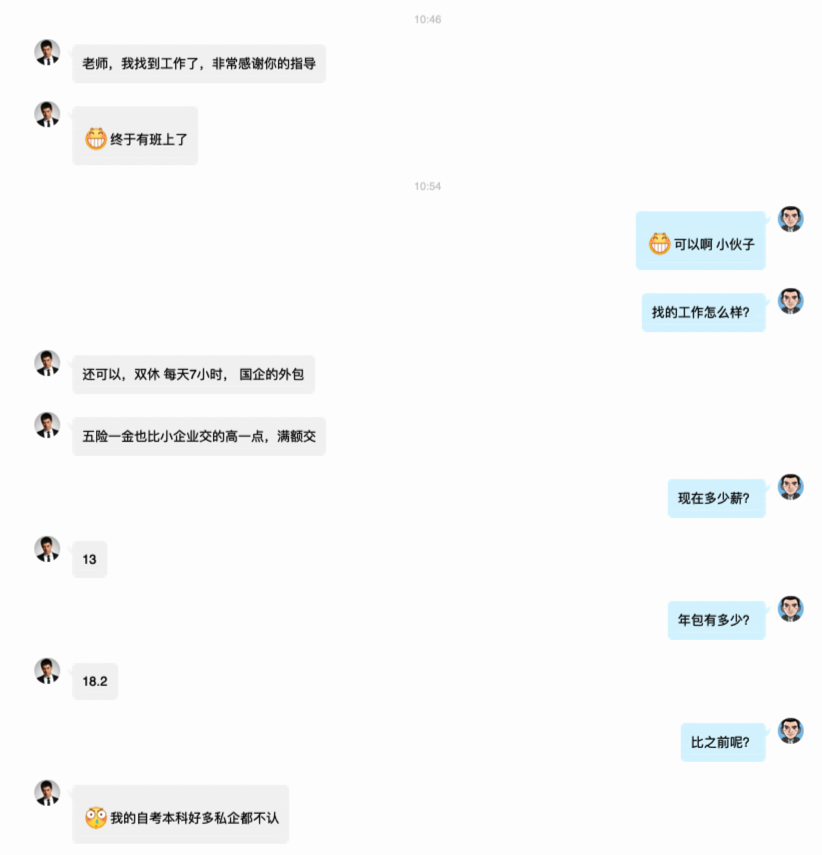 10:46
老师，我找到工作了，非常感谢你的指导
终于有班上了
10:54
可以啊 小伙子
找的工作怎么样？
还可以，双休 每天7小时， 国企的外包
五险一金也比小企业交的高一点，满额交
现在多少薪？
13
年包有多少？
18.2
比之前呢？
我的自考本科好多私企都不认